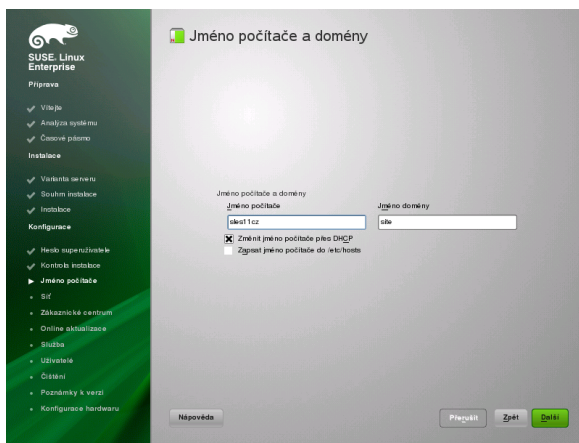 SUSE. Linux
Enterprise
Příprava
Vítejte
Analýza systému
Časové pásmo
Instalace
Varianta serveru
Souhrn instalace
Instalace
Konfigurace
Heslo superuživatele
Kontrola instalace
Jméno počítače
Síť
Zákaznické centrum
Online aktualizace
Služba
Uživatelé
Čištění
Poznámky k verzi
Konfigurace hardwaru
Jméno počítače a domény
Jméno počítače a domény
Jméno počítače Jméno domény
sles11cz site
Změnit jméno počítače přes DHCP
Zapsat jméno počítače do /etc/hosts
Nápověda Přerušit Zpět Další